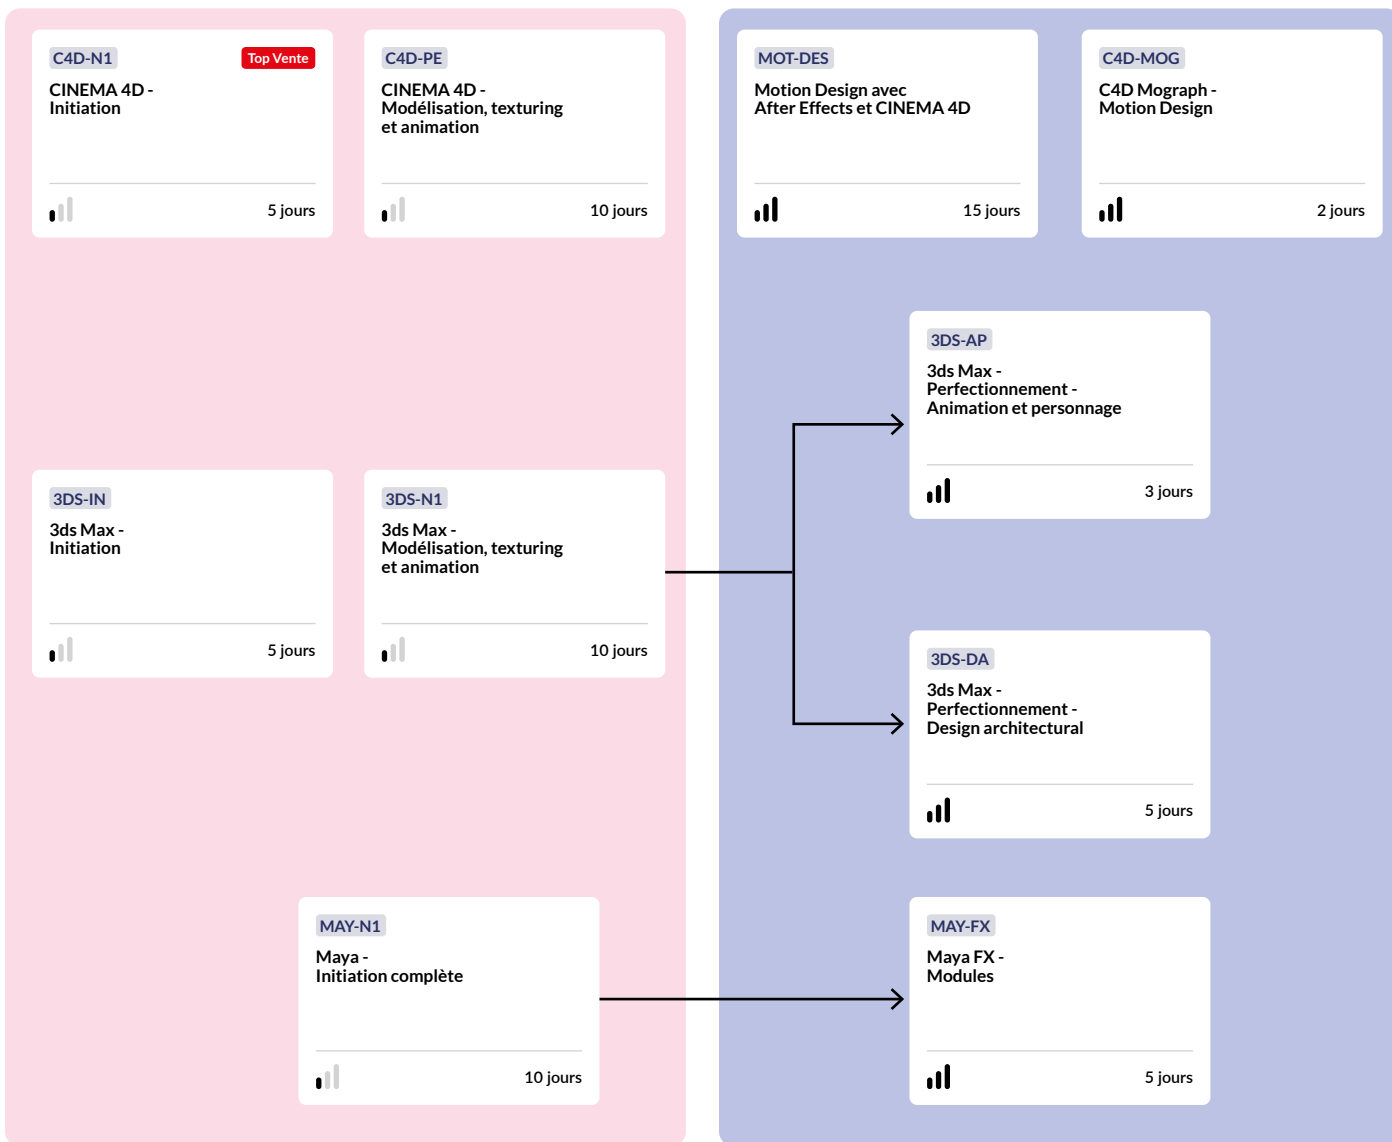 C4D-N1
Top Vente
CINEMA 4D -
Initiation
5 jours
C4D-PE
CINEMA 4D -
Modélisation, texturing
et animation
10 jours
MOT-DES
Motion Design avec
After Effects et CINEMA 4D
15 jours
C4D-MOG
C4D Mograph -
Motion Design
2 jours
3DS-AP
3ds Max -
Perfectionnement -
Animation et personnage
3 jours
3DS-IN
3ds Max -
Initiation
5 jours
3DS-N1
3ds Max -
Modélisation, texturing
et animation
10 jours
3DS-DA
3ds Max -
Perfectionnement -
Design architectural
5 jours
MAY-N1
Maya -
Initiation complète
10 jours
MAY-FX
Maya FX -
Modules
5 jours